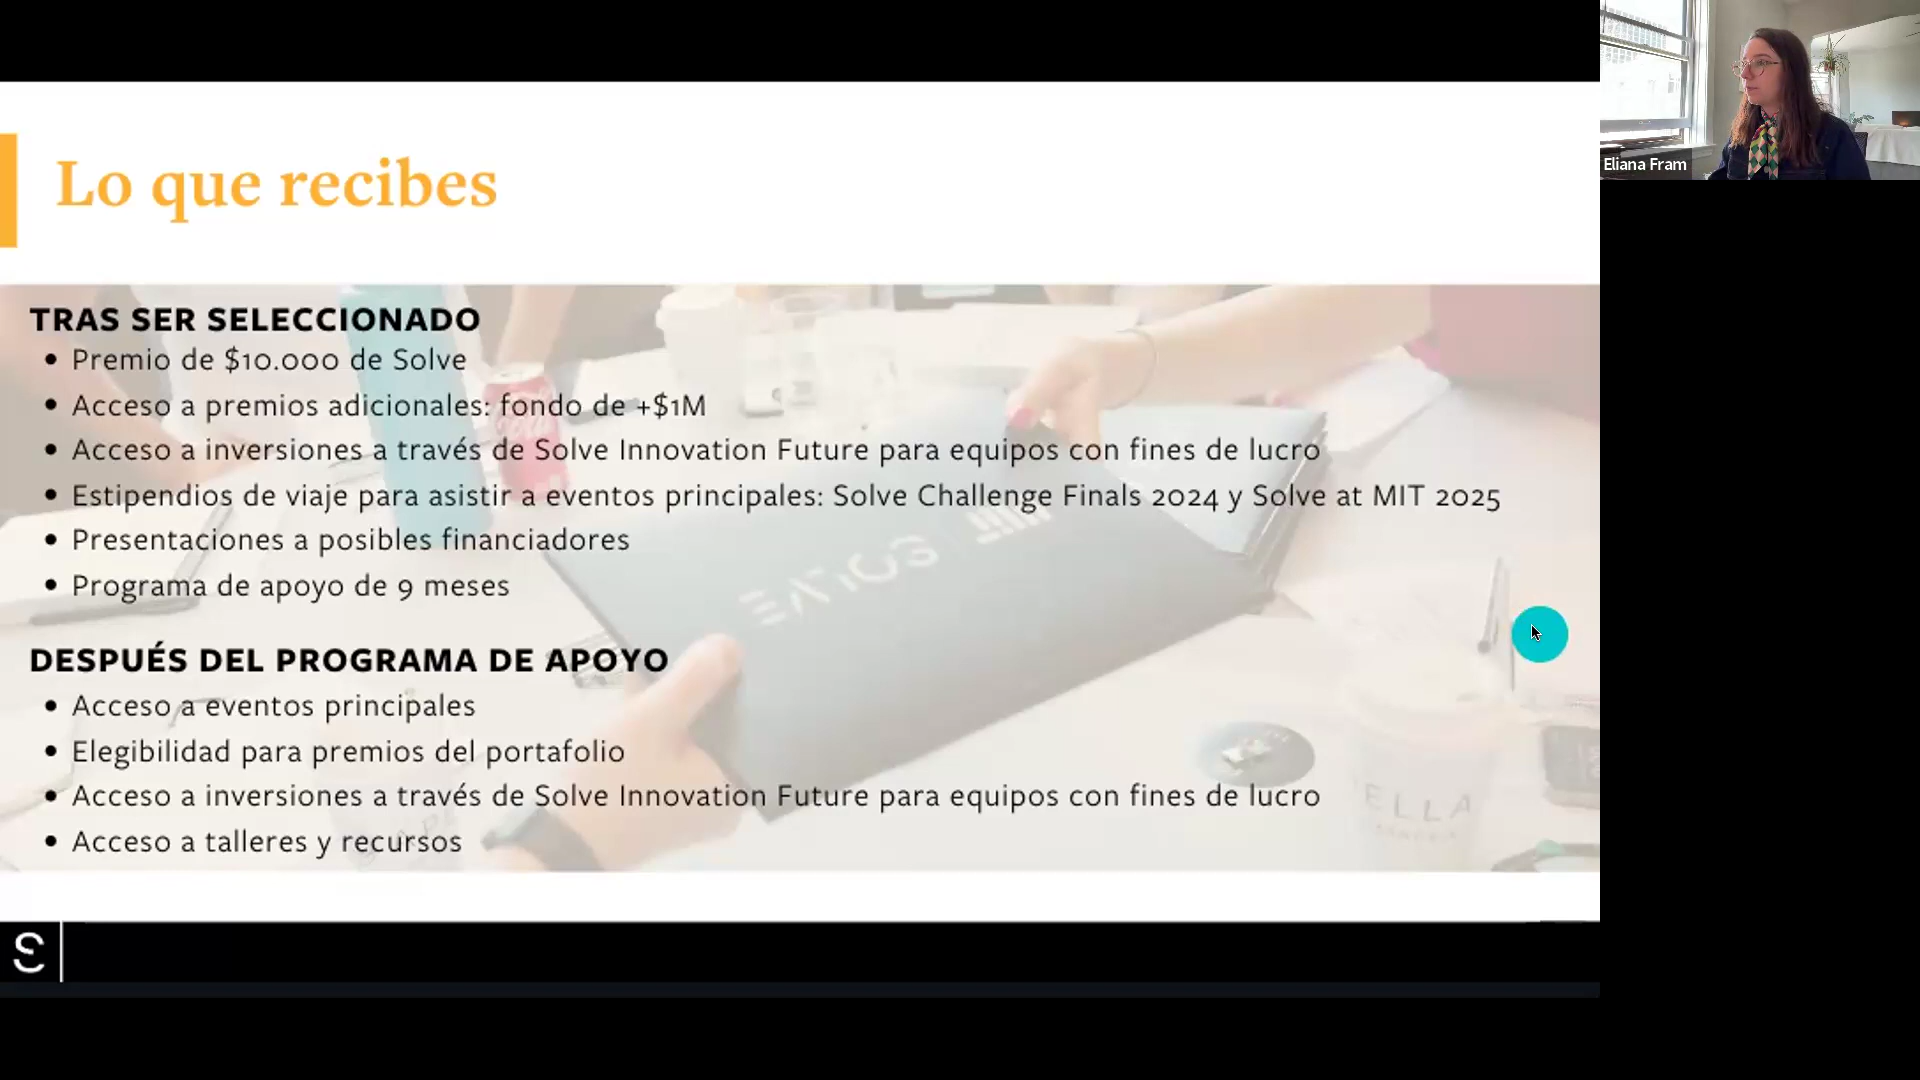 Eliana Fram
Lo que recibes
TRAS SER SELECCIONADO
• Premio de $10.000 de Solve
• Acceso a premios adicionales: fondo de +$1M
• Acceso a inversiones a través de Solve Innovation Future para equipos con fines de lucro
• Estipendios de viaje para asistir a eventos principales: Solve Challenge Finals 2024 y Solve at MIT 2025
• Presentaciones a posibles financiadores
• Programa de apoyo de 9 meses
DESPUÉS DEL PROGRAMA DE APOYO
• Acceso a eventos principales
• Elegibilidad para premios del portafolio
• Acceso a inversiones a través de Solve Innovation Future para equipos con fines de lucro
• Acceso a talleres y recursos
SOLVE
ELLA